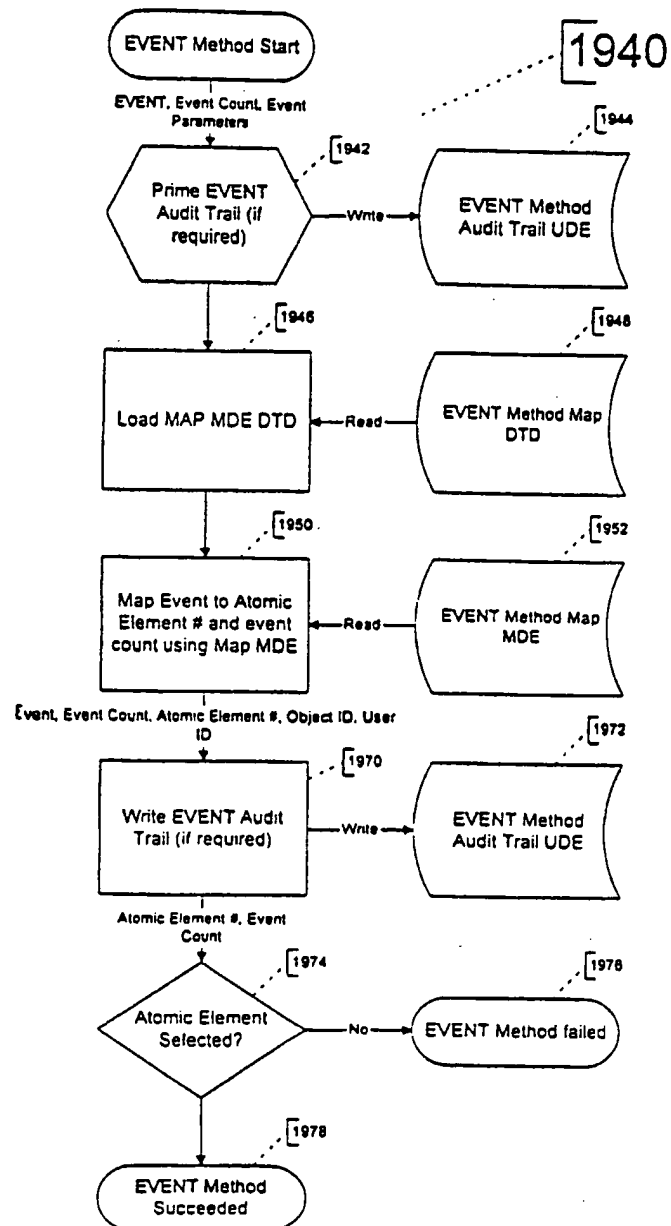 EVENT Method Start
1940
EVENT, Event Count, Event
Parameters
1942
1944
Prime EVENT
Audit Trail (if
required)
Write
EVENT Method
Audit Trail UDE
1946
1948
Load MAP MDE DTD
Read
EVENT Method Map
DTD
1950
1952
Map Event to Atomic
Element # and event
count using Map MDE
Read
EVENT Method Map
MDE
Event, Event Count, Atomic Element #, Object ID, User
ID
1970
1972
Write EVENT Audit
Trail (if required)
Write
EVENT Method
Audit Trail UDE
Atomic Element #, Event
Count
1974
1976
Atomic Element
Selected?
No
EVENT Method failed
1978
EVENT Method
Succeeded